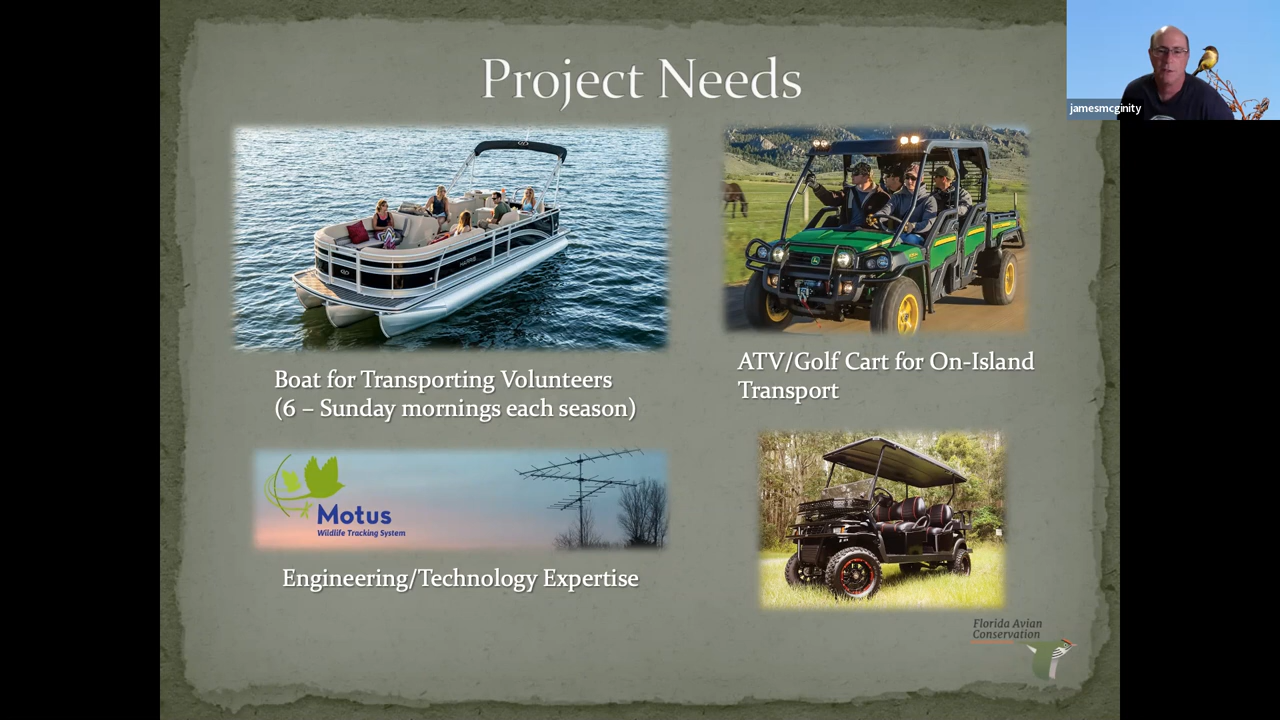 Project Needs
jamesmcginity
Boat for Transporting Volunteers
(6 – Sunday mornings each season)
ATV/Golf Cart for On-Island
Transport
Motus
Wildlife Tracking System
Engineering/Technology Expertise
Florida Avian
Conservation